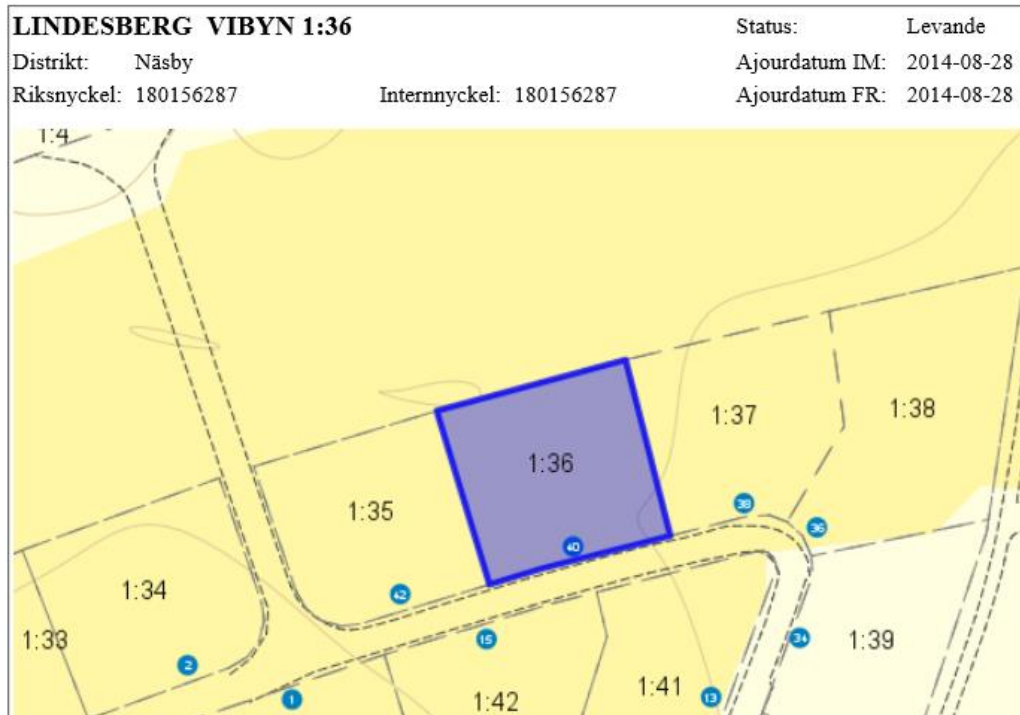 LINDESBERG VIBYN 1:36
Status: Levande
Distrikt: Näsby
Ajourdatum IM: 2014-08-28
Riksnyckel: 180156287
Internnyckel: 180156287
Ajourdatum FR: 2014-08-28
1:4
1:38
1:37
1:36
1:35
38
36
40
1:34
42
1:33
15
34
1:39
2
1:41
1
1:42
13